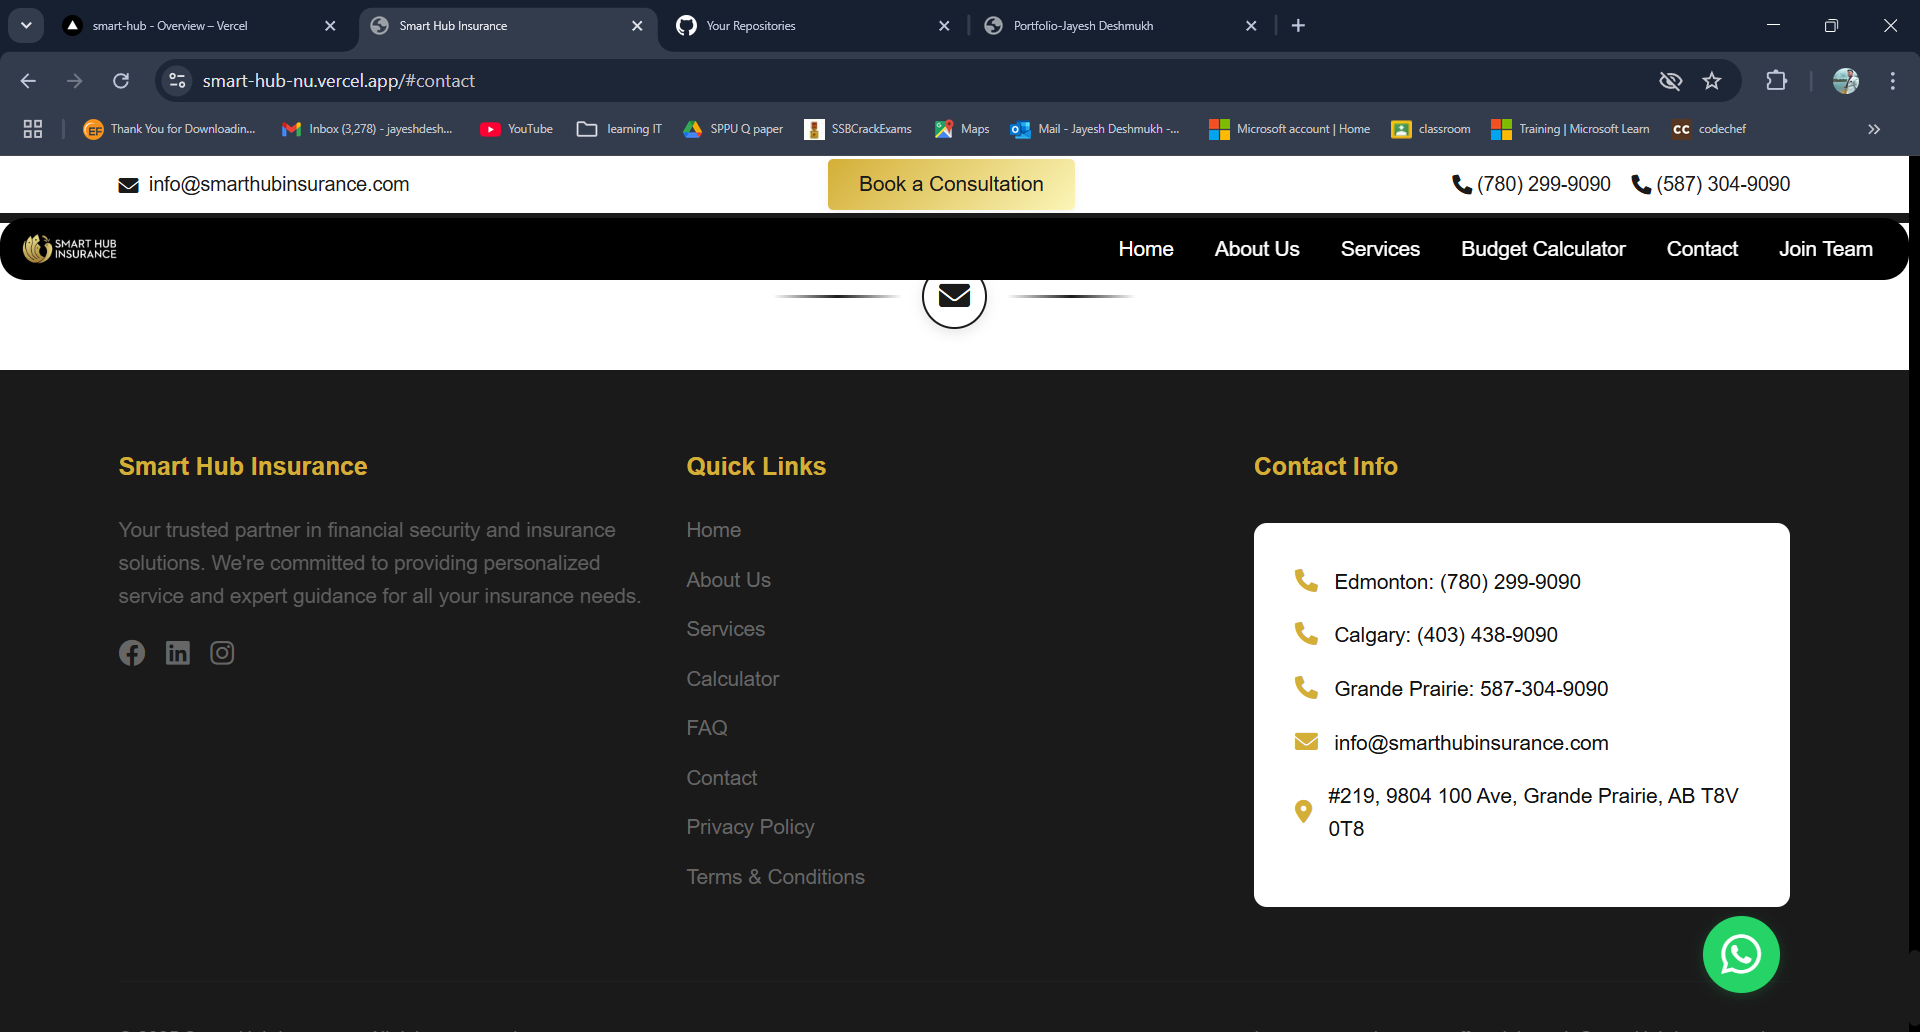 smart-hub - Overview – Vercel
Smart Hub Insurance
Your Repositories
Portfolio-Jayesh Deshmukh
smart-hub-nu.vercel.app/#contact
Thank You for Downloadin...
Inbox (3,278) - jayeshdesh...
YouTube
learning IT
SPPU Q paper
SSBCrackExams
Maps
Mail - Jayesh Deshmukh -...
Microsoft account | Home
classroom
Training | Microsoft Learn
CC codechef
info@smarthubinsurance.com
Book a Consultation
(780) 299-9090
(587) 304-9090
SMART HUB
INSURANCE
Home
About Us
Services
Budget Calculator
Contact
Join Team
Smart Hub Insurance
Your trusted partner in financial security and insurance
solutions. We're committed to providing personalized
service and expert guidance for all your insurance needs.
Quick Links
Home
About Us
Services
Calculator
FAQ
Contact
Privacy Policy
Terms & Conditions
Contact Info
Edmonton: (780) 299-9090
Calgary: (403) 438-9090
Grande Prairie: 587-304-9090
info@smarthubinsurance.com
#219, 9804 100 Ave, Grande Prairie, AB T8V
0T8